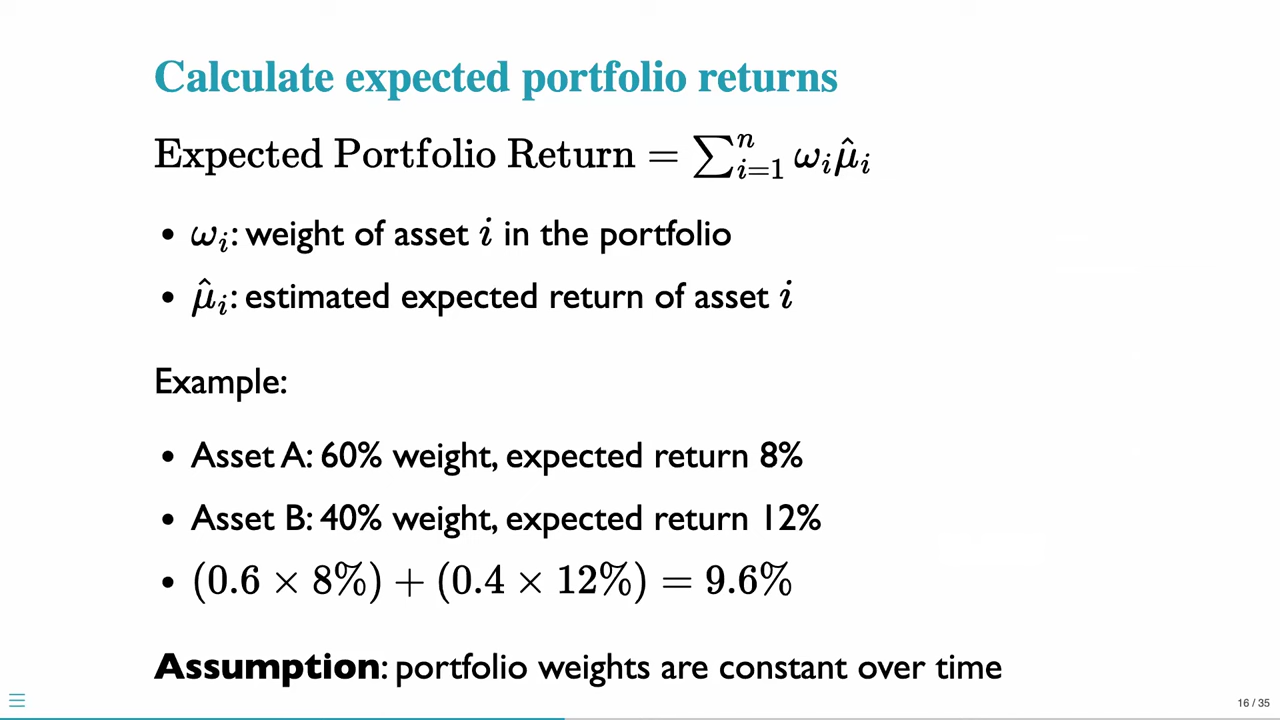 Calculate expected portfolio returns
Expected Portfolio Return = ∑ⁿᵢ₌₁ ωᵢμ̂ᵢ
• ωᵢ: weight of asset i in the portfolio
• μ̂ᵢ: estimated expected return of asset i
Example:
• Asset A: 60% weight, expected return 8%
• Asset B: 40% weight, expected return 12%
• (0.6 × 8%) + (0.4 × 12%) = 9.6%
Assumption: portfolio weights are constant over time
16 / 35